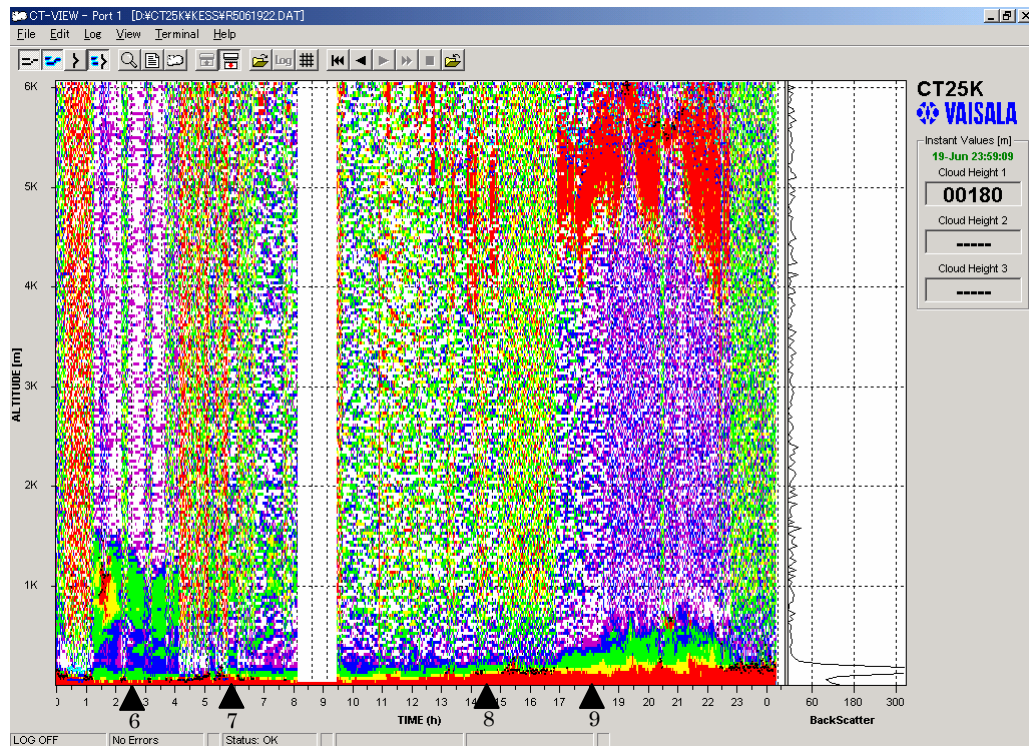 CT-VIEW - Port 1 [D:¥CT25K¥KESS¥R5061922.DAT]
File Edit Log View Terminal Help
Log
CT25K
VAISALA
Instant Values [m]
19-Jun 23:59:09
Cloud Height 1
00180
Cloud Height 2
-----
Cloud Height 3
-----
ALTITUDE [m]
6K
5K
4K
3K
2K
1K
0 1 2 3 4 5 6 7 8 9 10 11 12 13 14 15 16 17 18 19 20 21 22 23 0
60 180 300
6 7 8 9
TIME (h)
BackScatter
LOG OFF No Errors Status: OK